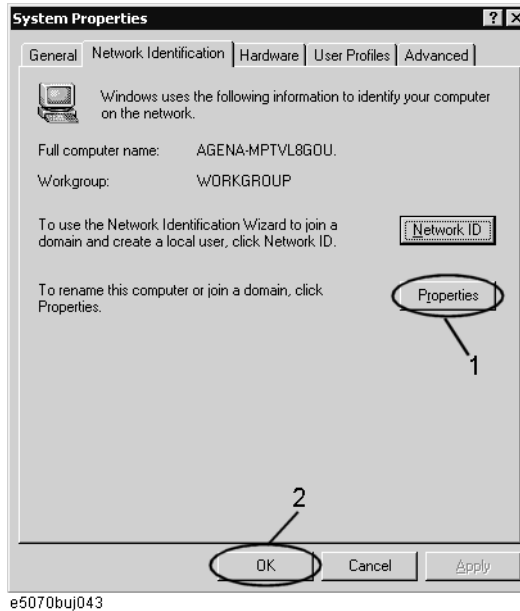 System Properties
? X
General Network Identification Hardware User Profiles Advanced
Windows uses the following information to identify your computer
on the network.
Full computer name: AGENA-MPTVL8GOU.
Workgroup: WORKGROUP
To use the Network Identification Wizard to join a
domain and create a local user, click Network ID.
Network ID
To rename this computer or join a domain, click
Properties.
Properties
1
2
OK Cancel Apply
e5070buj043